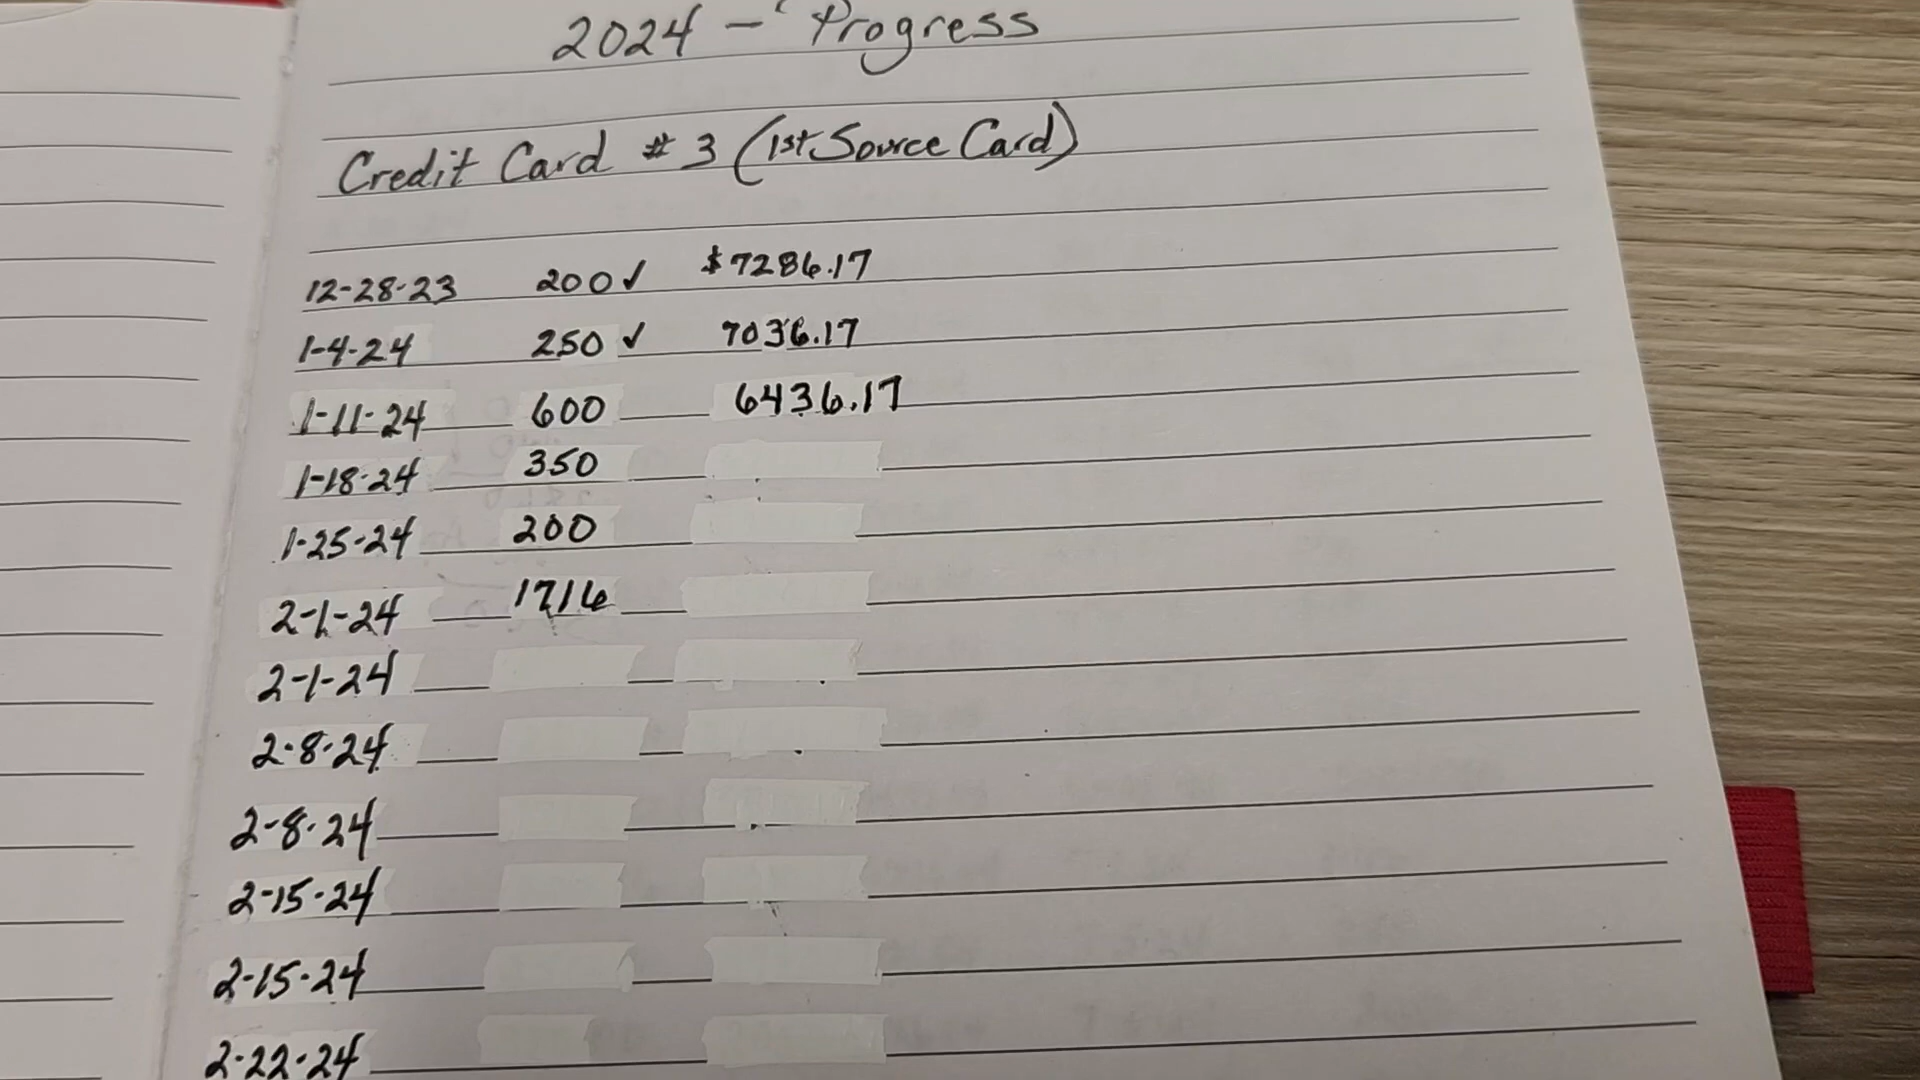 2024 - Progress
Credit Card # 3 (1st Source Card)
12-28-23 200✓ $7286.17
1-4-24 250 ✓ 7036.17
1-11-24 600 6436.17
1-18-24 350
1-25-24 200
2-1-24 1716
2-1-24
2-8-24
2-8-24
2-15-24
2-15-24
2-22-24